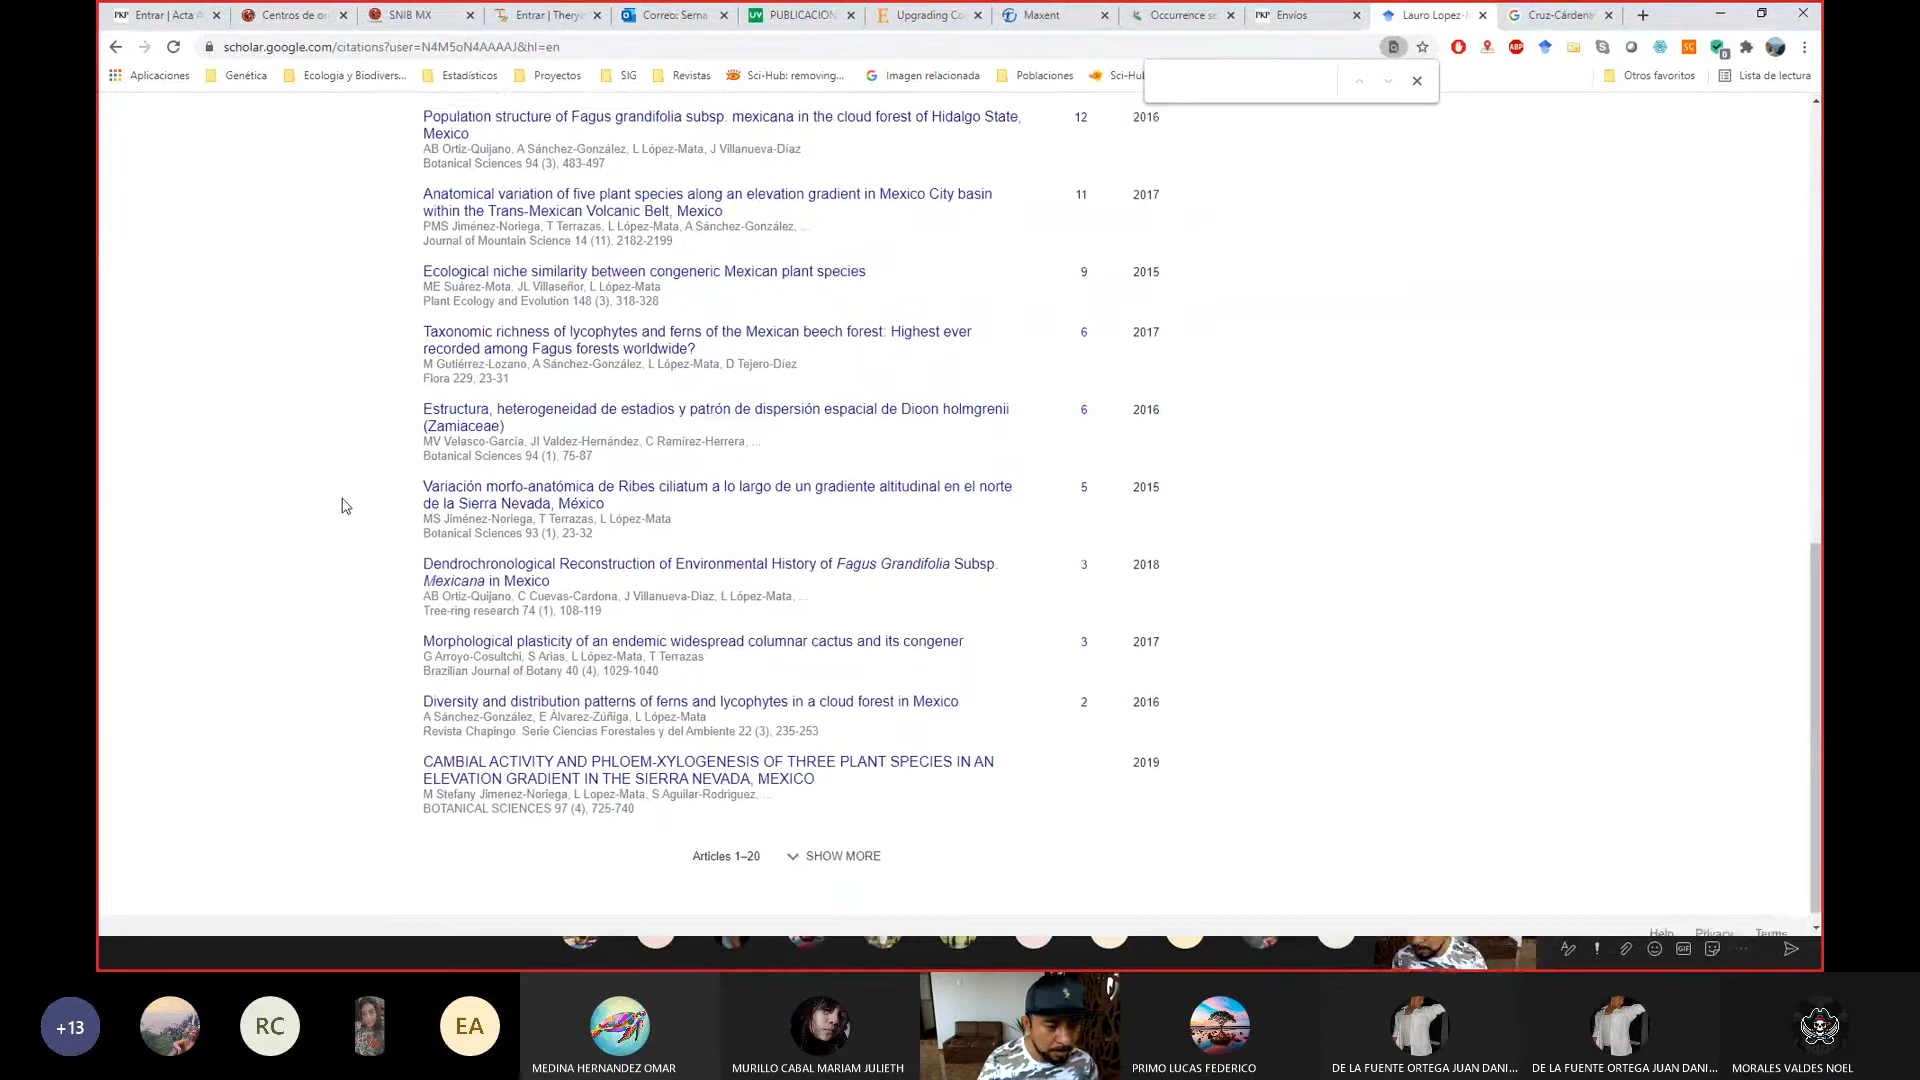 Entrar | Acta
Centros de
SNIB MX
Entrar | Thery
Correo: Serna
PUBLICACION
Upgrading
Maxent
Occurrence
Envíos
Lauro Lopez-
Cruz-Cárdena
scholar.google.com/citations?user=N4M5oN4AAAAJ&hl=en
Aplicaciones
Genética
Ecologia y Biodivers...
Estadísticos
Proyectos
SIG
Revistas
Sci-Hub: removing...
Imagen relacionada
Poblaciones
Otros favoritos
Lista de lectura
Population structure of Fagus grandifolia subsp. mexicana in the cloud forest of Hidalgo State, 12 2016
Mexico
AB Ortiz-Quijano, A Sánchez-González, L López-Mata, J Villanueva-Díaz
Botanical Sciences 94 (3), 483-497
Anatomical variation of five plant species along an elevation gradient in Mexico City basin 11 2017
within the Trans-Mexican Volcanic Belt, Mexico
PMS Jiménez-Noriega, T Terrazas, L López-Mata, A Sánchez-González, ...
Journal of Mountain Science 14 (11), 2182-2199
Ecological niche similarity between congeneric Mexican plant species 9 2015
ME Suárez-Mota, JL Villaseñor, L López-Mata
Plant Ecology and Evolution 148 (3), 318-328
Taxonomic richness of lycophytes and ferns of the Mexican beech forest: Highest ever 6 2017
recorded among Fagus forests worldwide?
M Gutiérrez-Lozano, A Sánchez-González, L López-Mata, D Tejero-Díez
Flora 229, 23-31
Estructura, heterogeneidad de estadios y patrón de dispersión espacial de Dioon holmgrenii 6 2016
(Zamiaceae)
MV Velasco-García, JI Valdez-Hernández, C Ramírez-Herrera, ...
Botanical Sciences 94 (1), 75-87
Variación morfo-anatómica de Ribes ciliatum a lo largo de un gradiente altitudinal en el norte 5 2015
de la Sierra Nevada, México
MS Jiménez-Noriega, T Terrazas, L López-Mata
Botanical Sciences 93 (1), 23-32
Dendrochronological Reconstruction of Environmental History of Fagus Grandifolia Subsp. 3 2018
Mexicana in Mexico
AB Ortiz-Quijano, C Cuevas-Cardona, J Villanueva-Diaz, L López-Mata, ...
Tree-ring research 74 (1), 108-119
Morphological plasticity of an endemic widespread columnar cactus and its congener 3 2017
G Arroyo-Cosultchi, S Arias, L López-Mata, T Terrazas
Brazilian Journal of Botany 40 (4), 1029-1040
Diversity and distribution patterns of ferns and lycophytes in a cloud forest in Mexico 2 2016
A Sánchez-González, E Álvarez-Zúñiga, L López-Mata
Revista Chapingo. Serie Ciencias Forestales y del Ambiente 22 (3), 235-253
CAMBIAL ACTIVITY AND PHLOEM-XYLOGENESIS OF THREE PLANT SPECIES IN AN 2019
ELEVATION GRADIENT IN THE SIERRA NEVADA, MEXICO
M Stefany Jimenez-Noriega, L Lopez-Mata, S Aguilar-Rodriguez, ...
BOTANICAL SCIENCES 97 (4), 725-740
Articles 1–20 SHOW MORE
Help Privacy Terms
+13
RC
EA
MEDINA HERNANDEZ OMAR
MURILLO CABAL MARIAM JULIETH
PRIMO LUCAS FEDERICO
DE LA FUENTE ORTEGA JUAN DANI...
DE LA FUENTE ORTEGA JUAN DANI...
MORALES VALDES NOEL